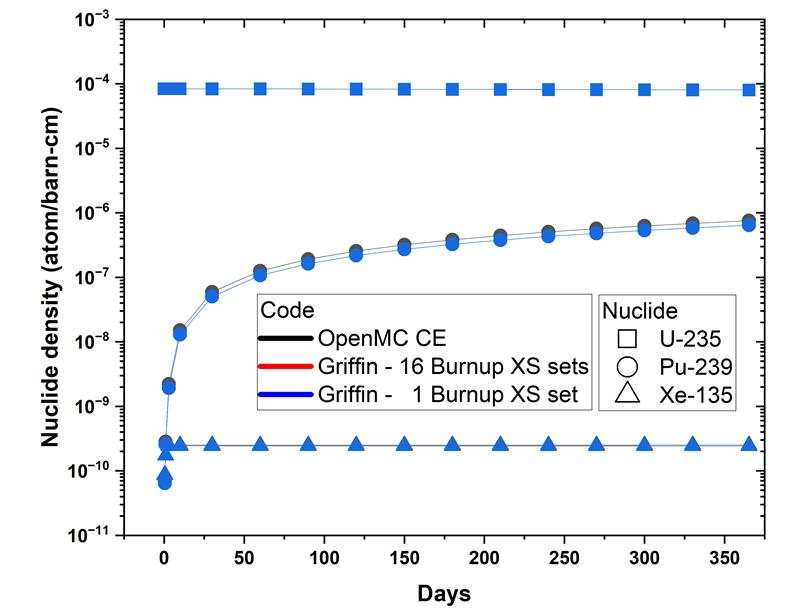 10⁻³
10⁻⁴
10⁻⁵
10⁻⁶
10⁻⁷
10⁻⁸
10⁻⁹
10⁻¹⁰
10⁻¹¹
Nuclide density (atom/barn-cm)
Code
OpenMC CE
Griffin - 16 Burnup XS sets
Griffin - 1 Burnup XS set
Nuclide
U-235
Pu-239
Xe-135
0 50 100 150 200 250 300 350
Days